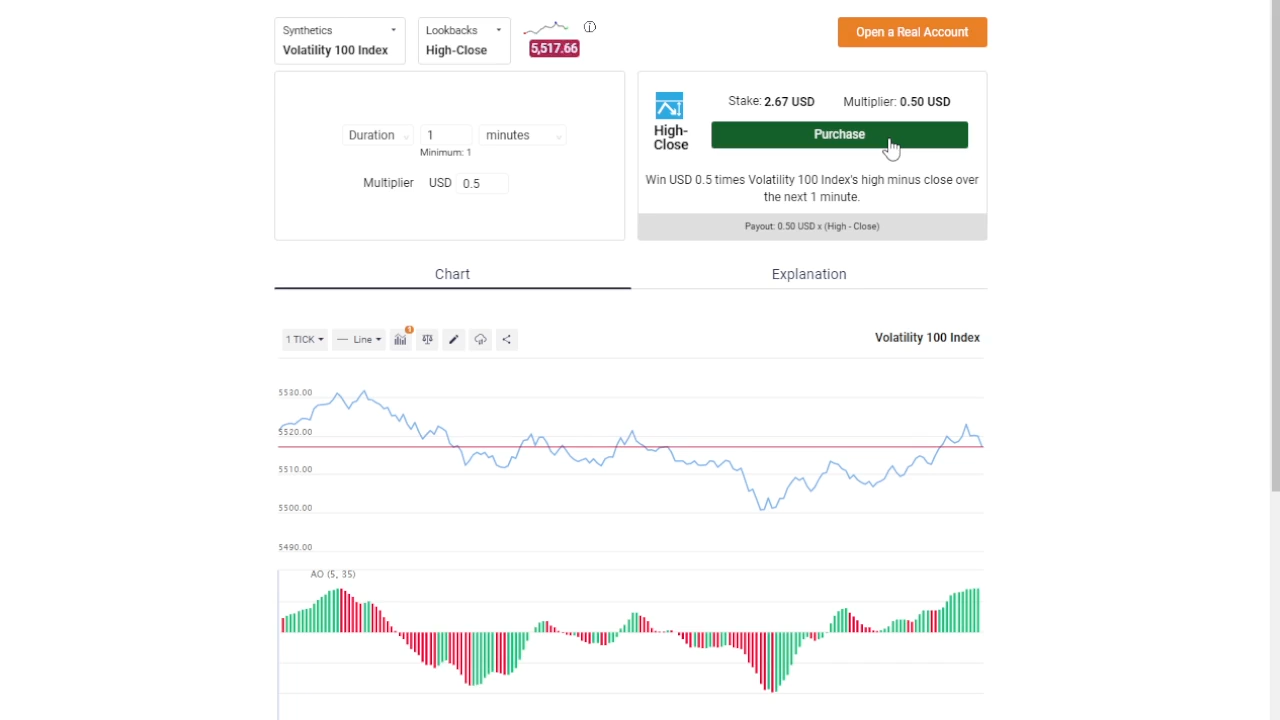 Synthetics
Volatility 100 Index
Lookbacks
High-Close
5,517.66
Open a Real Account
Duration
1
minutes
Minimum: 1
Multiplier USD 0.5
High-
Close
Stake: 2.67 USD
Multiplier: 0.50 USD
Purchase
Win USD 0.5 times Volatility 100 Index's high minus close over
the next 1 minute.
Payout: 0.50 USD x (High - Close)
Chart
Explanation
1 TICK
Line
1
Volatility 100 Index
5530.00
5520.00
5510.00
5500.00
5490.00
AO (5, 35)